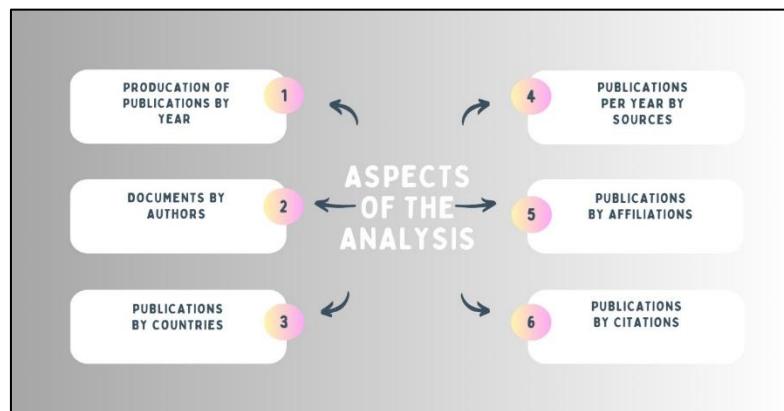 PRODUCATION OF
PUBLICATIONS BY
YEAR
1
DOCUMENTS BY
AUTHORS
2
PUBLICATIONS
BY COUNTRIES
3
ASPECTS
OF THE
ANALYSIS
4
PUBLICATIONS
PER YEAR BY
SOURCES
5
PUBLICATIONS
BY AFFILIATIONS
6
PUBLICATIONS
BY CITATIONS